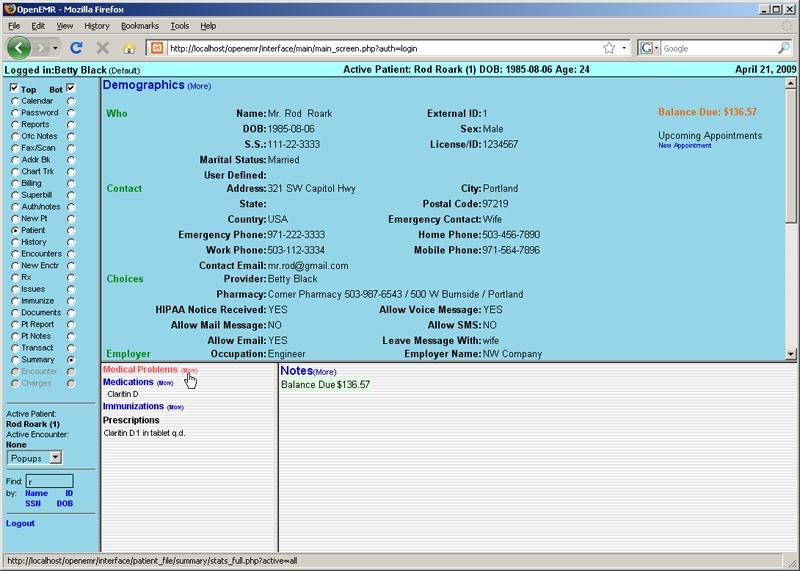 OpenEMR - Mozilla Firefox
File Edit View History Bookmarks Tools Help
http://localhost/openemr/interface/main/main_screen.php?auth=login
Google
Logged in:Betty Black (Default) Active Patient: Rod Roark (1) DOB: 1985-08-06 Age: 24 April 21, 2009
Top Bot
Calendar
Password
Reports
Ofc Notes
Fax/Scan
Addr Bk
Chart Trk
Billing
Superbill
Auth/notes
New Pt
Patient
History
Encounters
New Enctr
Rx
Issues
Immunize
Documents
Pt Report
Pt Notes
Transact
Summary
Encounter
Charges
Active Patient:
Rod Roark (1)
Active Encounter:
None
Popups
Find: r
by: Name ID
SSN DOB
Logout
Demographics (More)
Who Name: Mr. Rod Roark External ID: 1
DOB: 1985-08-06 Sex: Male
S.S.: 111-22-3333 License/ID: 1234567
Marital Status: Married
User Defined:
Contact Address: 321 SW Capitol Hwy City: Portland
State: Postal Code: 97219
Country: USA Emergency Contact: Wife
Emergency Phone: 971-222-3333 Home Phone: 503-456-7890
Work Phone: 503-112-3334 Mobile Phone: 971-564-7896
Contact Email: mr.rod@gmail.com
Choices Provider: Betty Black
Pharmacy: Corner Pharmacy 503-987-6543 / 500 W Burnside / Portland
HIPAA Notice Received: YES Allow Voice Message: YES
Allow Mail Message: NO Allow SMS: NO
Allow Email: YES Leave Message With: wife
Employer Occupation: Engineer Employer Name: NW Company
Balance Due: $136.57
Upcoming Appointments
New Appointment
Medical Problems (More)
Medications (More)
Claritin D
Immunizations (More)
Prescriptions
Claritin D 1 in tablet q.d.
Notes(More)
Balance Due $136.57
http://localhost/openemr/interface/patient_file/summary/stats_full.php?active=all